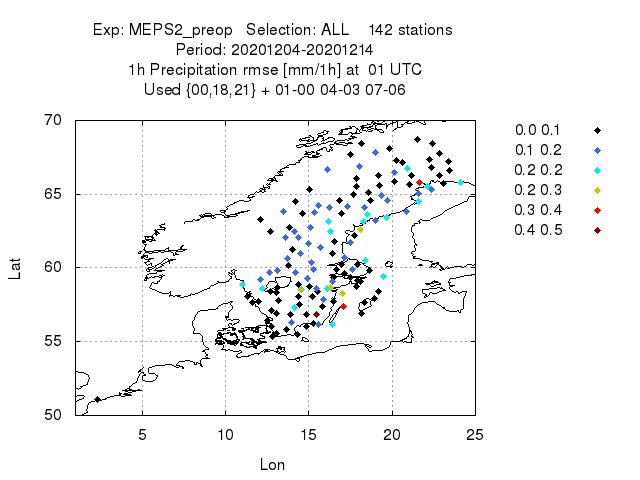 Exp: MEPS2_preop   Selection: ALL    142 stations
Period: 20201204-20201214
1h Precipitation rmse [mm/1h] at  01 UTC
Used {00,18,21} + 01-00 04-03 07-06
70
65
60
55
50
5
10
15
20
25
Lat
Lon
0.0 0.1
0.1 0.2
0.2 0.2
0.2 0.3
0.3 0.4
0.4 0.5